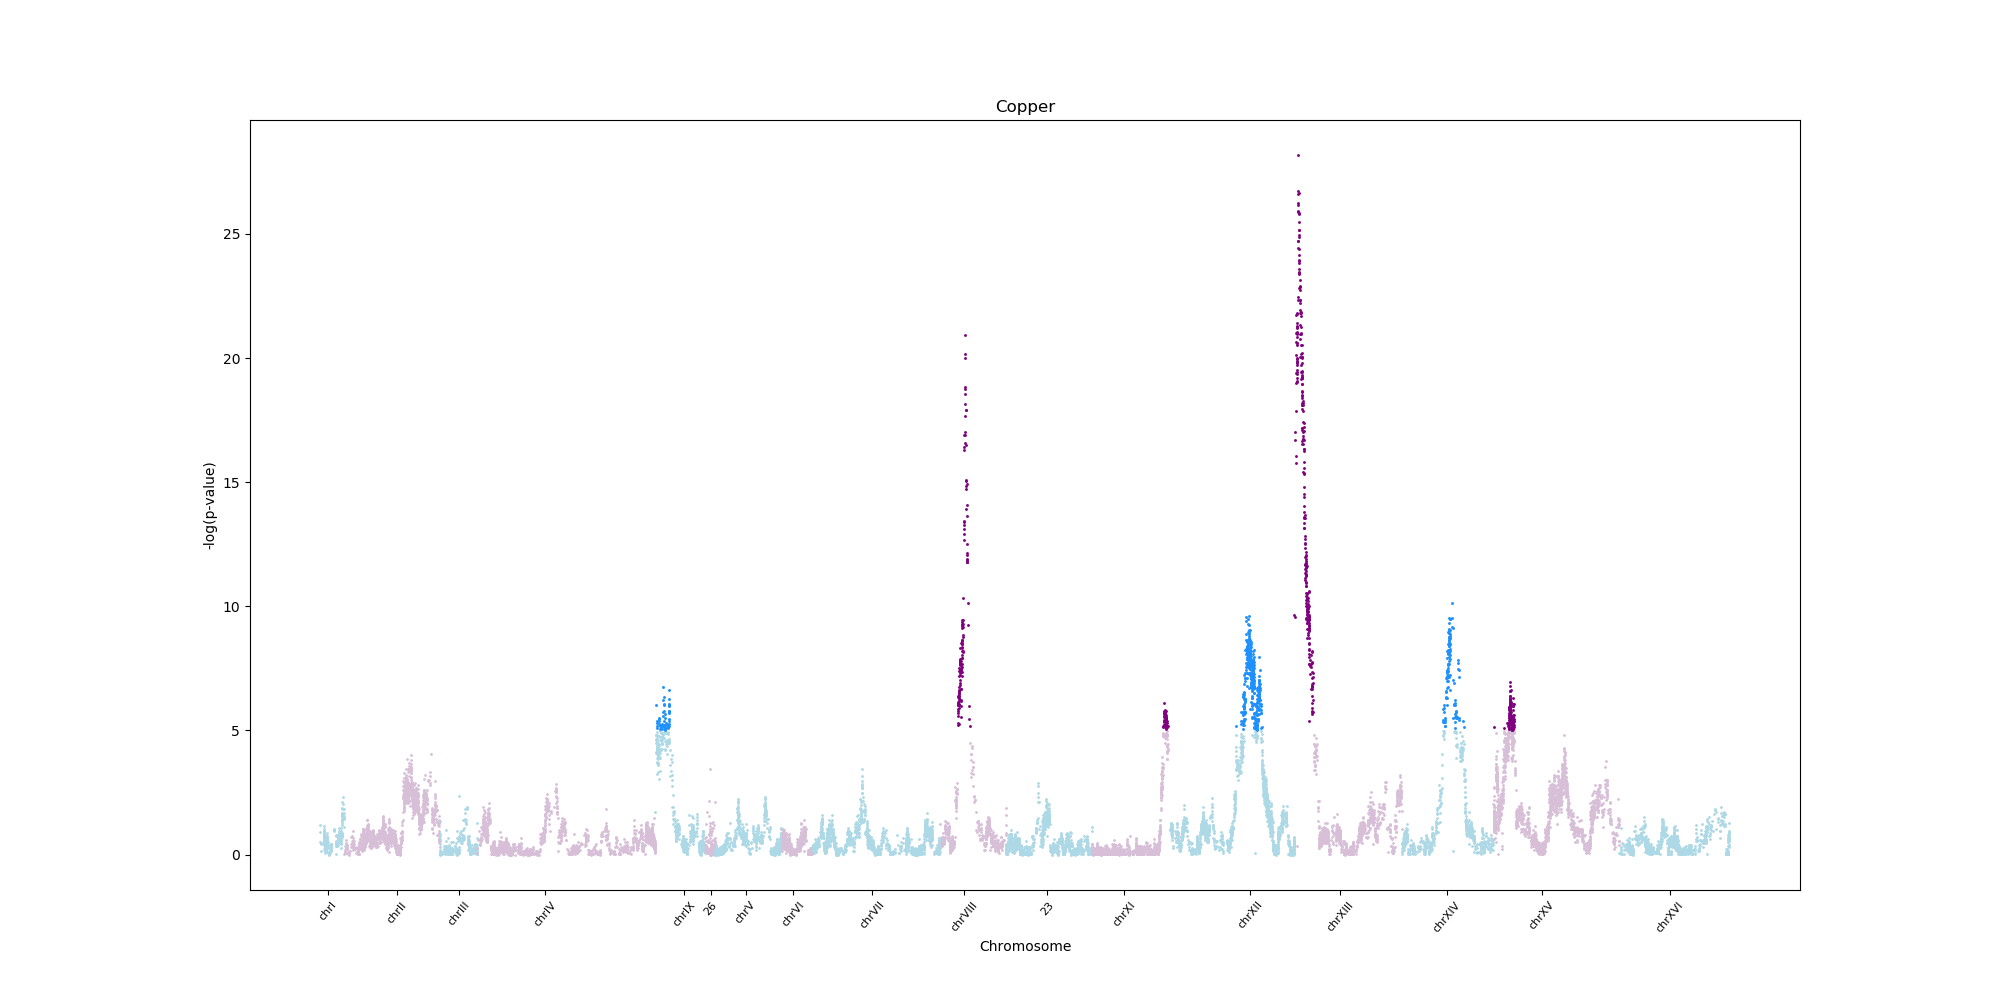 Copper
25
20
15
10
5
0
-log(p-value)
chrI
chrII
chrIII
chrIV
chrIX
26
chrV
chrVI
chrVII
chrVIII
23
chrXI
chrXII
chrXIII
chrXIV
chrXV
chrXVI
Chromosome